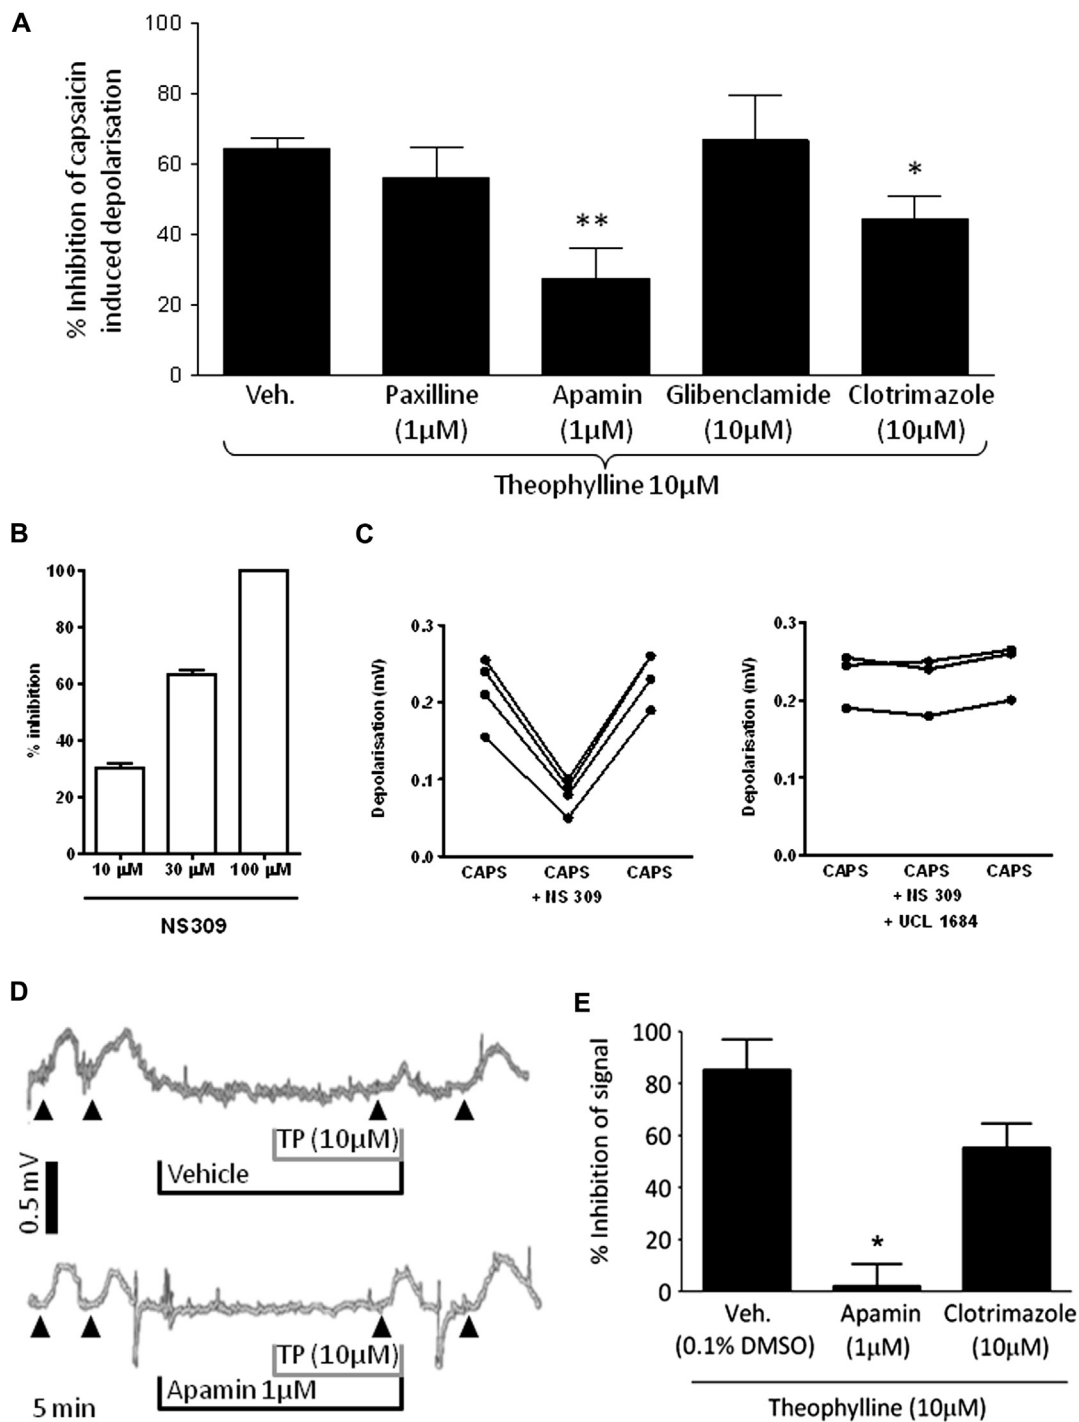 A
% Inhibition of capsaicin
induced depolarisation
100
80
60
40
20
0
**
*
Veh.
Paxilline
(1μM)
Apamin
(1μM)
Glibenclamide
(10μM)
Clotrimazole
(10μM)
Theophylline 10μM
B
% inhibition
100
80
60
40
20
0
10 μM
30 μM
100 μM
NS309
C
Depolarisation (mV)
0.3
0.2
0.1
0.0
CAPS
CAPS
+ NS 309
CAPS
Depolarisation (mV)
0.3
0.2
0.1
0.0
CAPS
CAPS
+ NS 309
+ UCL 1684
CAPS
D
TP (10μM)
Vehicle
0.5 mV
TP (10μM)
Apamin 1μM
5 min
E
% Inhibition of signal
100
80
60
40
20
0
*
Veh.
(0.1% DMSO)
Apamin
(1μM)
Clotrimazole
(10μM)
Theophylline (10μM)